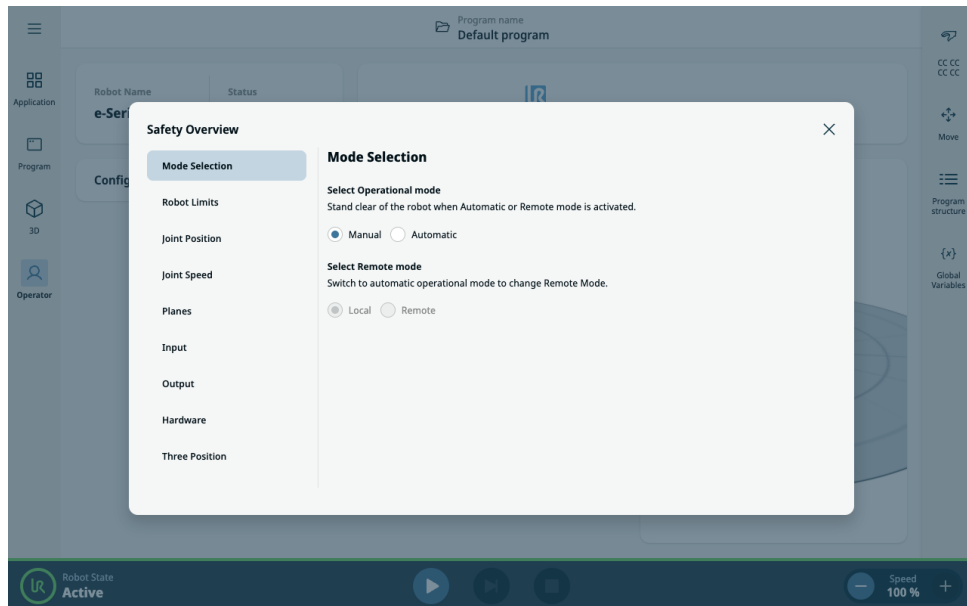 Program name
Default program
Application
Program
3D
Operator
Robot Name
Status
e-Seri
Config
Safety Overview
Mode Selection
Robot Limits
Joint Position
Joint Speed
Planes
Input
Output
Hardware
Three Position
Mode Selection
Select Operational mode
Stand clear of the robot when Automatic or Remote mode is activated.
Manual Automatic
Select Remote mode
Switch to automatic operational mode to change Remote Mode.
Local Remote
CC CC
CC CC
Move
Program
structure
{x}
Global
Variables
Robot State
Active
Speed
100 %